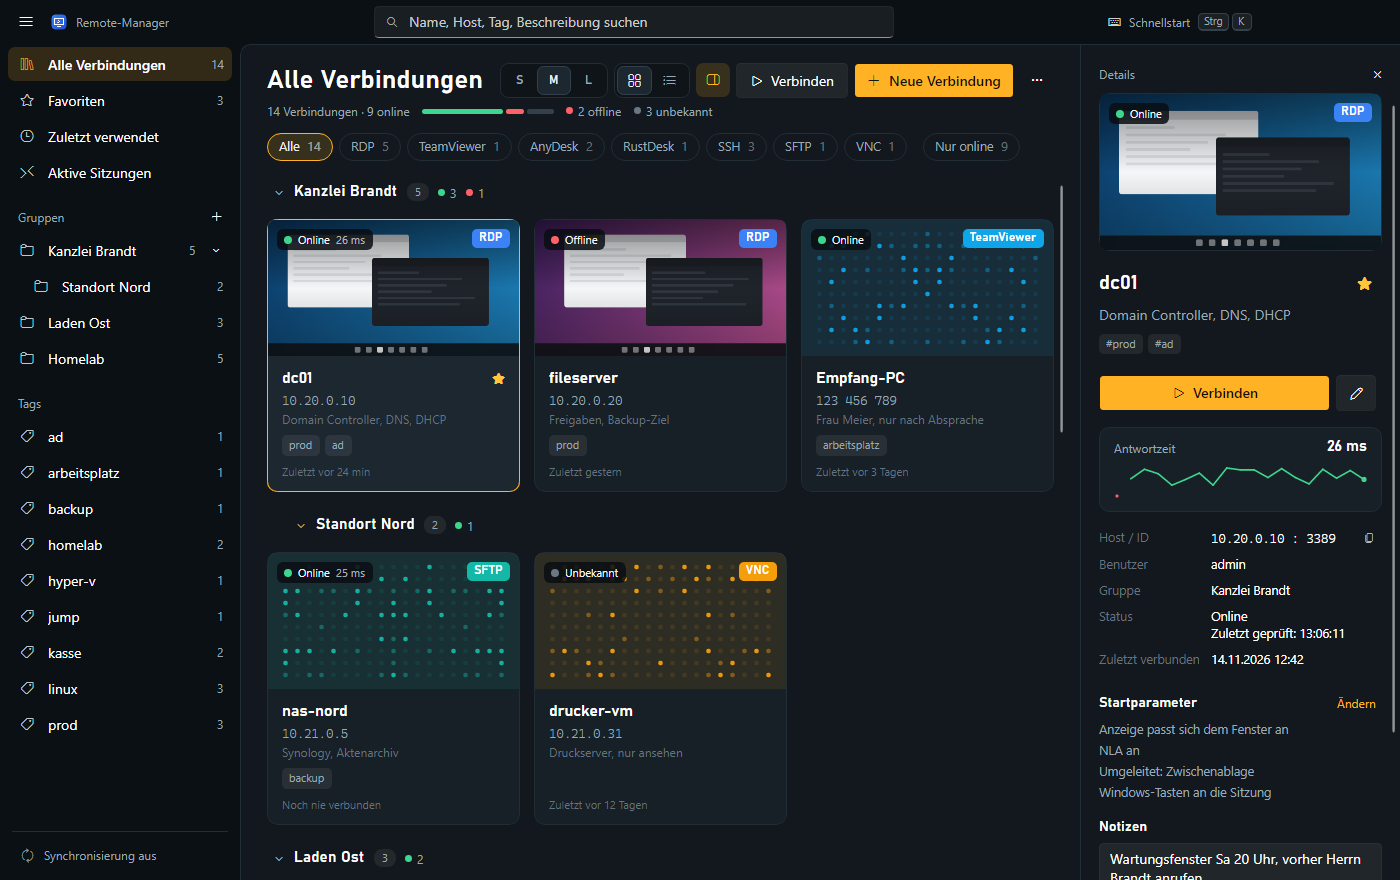 Remote-Manager
Name, Host, Tag, Beschreibung suchen
Schnellstart Strg K
Alle Verbindungen 14
Favoriten 3
Zuletzt verwendet
Aktive Sitzungen
Gruppen
Kanzlei Brandt 5
Standort Nord 2
Laden Ost 3
Homelab 5
Tags
ad 1
arbeitsplatz 1
backup 1
homelab 2
hyper-v 1
jump 1
kasse 2
linux 3
prod 3
Synchronisierung aus
Alle Verbindungen
S M L
Verbinden
Neue Verbindung
14 Verbindungen · 9 online
2 offline
3 unbekannt
Alle 14
RDP 5
TeamViewer 1
AnyDesk 2
RustDesk 1
SSH 3
SFTP 1
VNC 1
Nur online 9
Kanzlei Brandt 5 3 1
Online 26 ms
RDP
dc01
10.20.0.10
Domain Controller, DNS, DHCP
prod ad
Zuletzt vor 24 min
Offline
RDP
fileserver
10.20.0.20
Freigaben, Backup-Ziel
prod
Zuletzt gestern
Online
TeamViewer
Empfang-PC
123 456 789
Frau Meier, nur nach Absprache
arbeitsplatz
Zuletzt vor 3 Tagen
Standort Nord 2 1
Online 25 ms
SFTP
nas-nord
10.21.0.5
Synology, Aktenarchiv
backup
Noch nie verbunden
Unbekannt
VNC
drucker-vm
10.21.0.31
Druckserver, nur ansehen
Zuletzt vor 12 Tagen
Laden Ost 3 2
Details
Online
RDP
dc01
Domain Controller, DNS, DHCP
#prod #ad
Verbinden
Antwortzeit 26 ms
Host / ID 10.20.0.10 : 3389
Benutzer admin
Gruppe Kanzlei Brandt
Status Online
Zuletzt geprüft: 13:06:11
Zuletzt verbunden 14.11.2026 12:42
Startparameter Ändern
Anzeige passt sich dem Fenster an
NLA an
Umgeleitet: Zwischenablage
Windows-Tasten an die Sitzung
Notizen
Wartungsfenster Sa 20 Uhr, vorher Herrn
Brandt anrufen